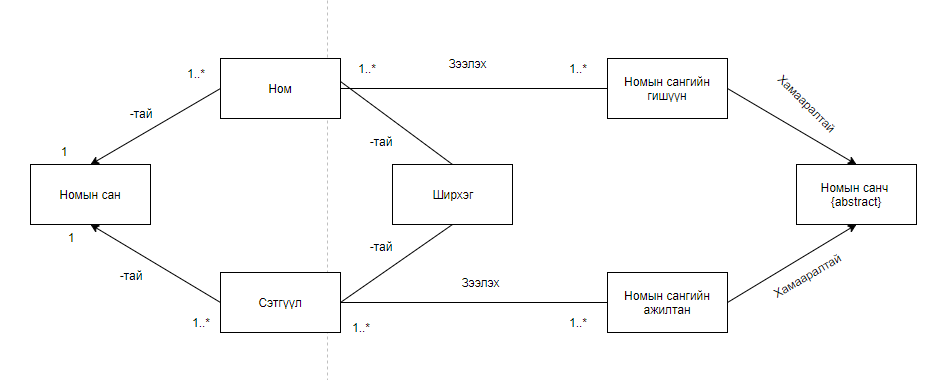 Зээлэх
1..*
Ном
1..*
1..*
Номын сангийн
гишүүн
Хамааралтай
-тай
-тай
1
Номын сан
Ширхэг
Номын санч
{abstract}
1
-тай
-тай
Зээлэх
Хамааралтай
Сэтгүүл
Номын сангийн
ажилтан
1..*
1..*
1..*